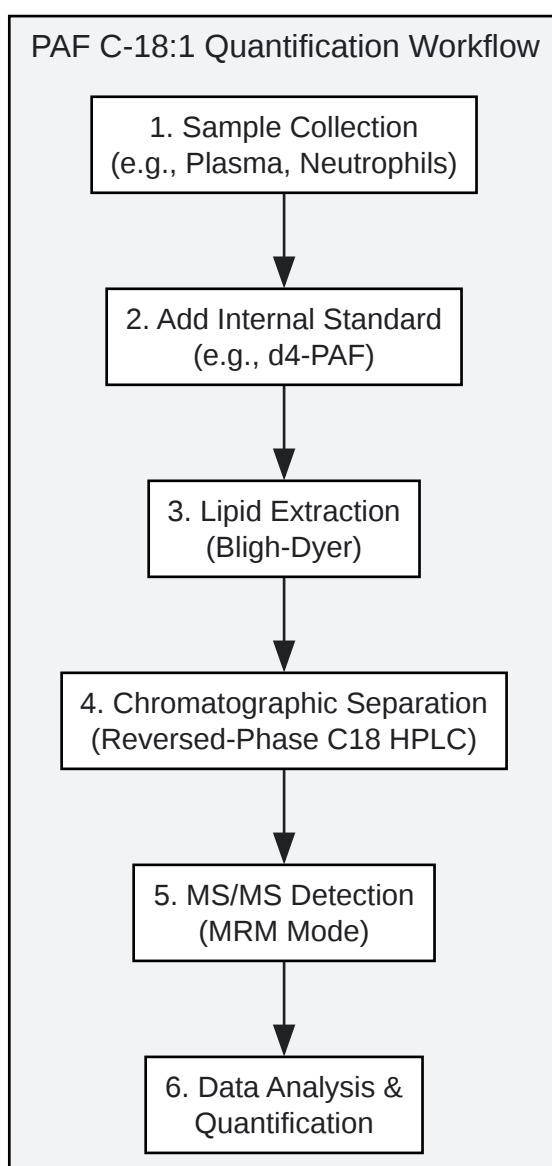 PAF C-18:1 Quantification Workflow
1. Sample Collection
(e.g., Plasma, Neutrophils)
2. Add Internal Standard
(e.g., d4-PAF)
3. Lipid Extraction
(Bligh-Dyer)
4. Chromatographic Separation
(Reversed-Phase C18 HPLC)
5. MS/MS Detection
(MRM Mode)
6. Data Analysis &
Quantification